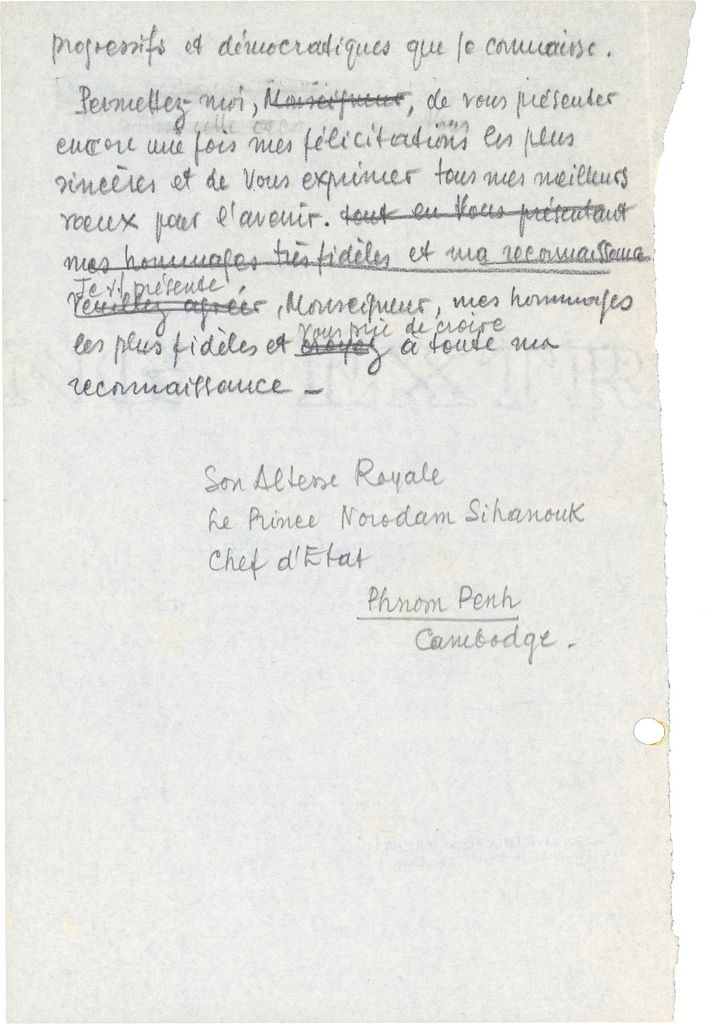 progressifs et démocratiques que je connaisse.
Permettez-moi, Monseigneur, de vous présenter
encore une fois mes félicitations les plus
sincères et de Vous exprimer tous mes meilleurs
vœux pour l'avenir. tout en Vous présentant
mes hommages très fidèles et ma reconnaissance
Je V. présente
Veuillez agréer, Monseigneur, mes hommages
Vous prie de croire
les plus fidèles et croyez à toute ma
reconnaissance –
Son Altesse Royale
Le Prince Norodam Sihanouk
Chef d'Etat
Phnom Penh
Cambodge.